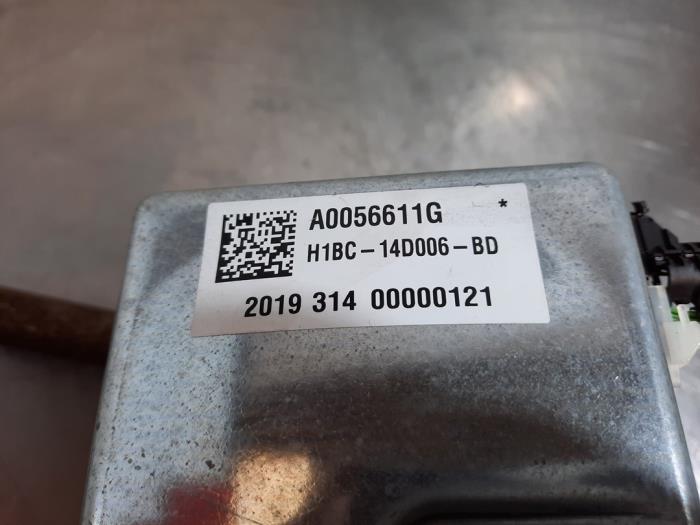 A0056611G *
H1BC-14D006-BD
2019 314 00000121